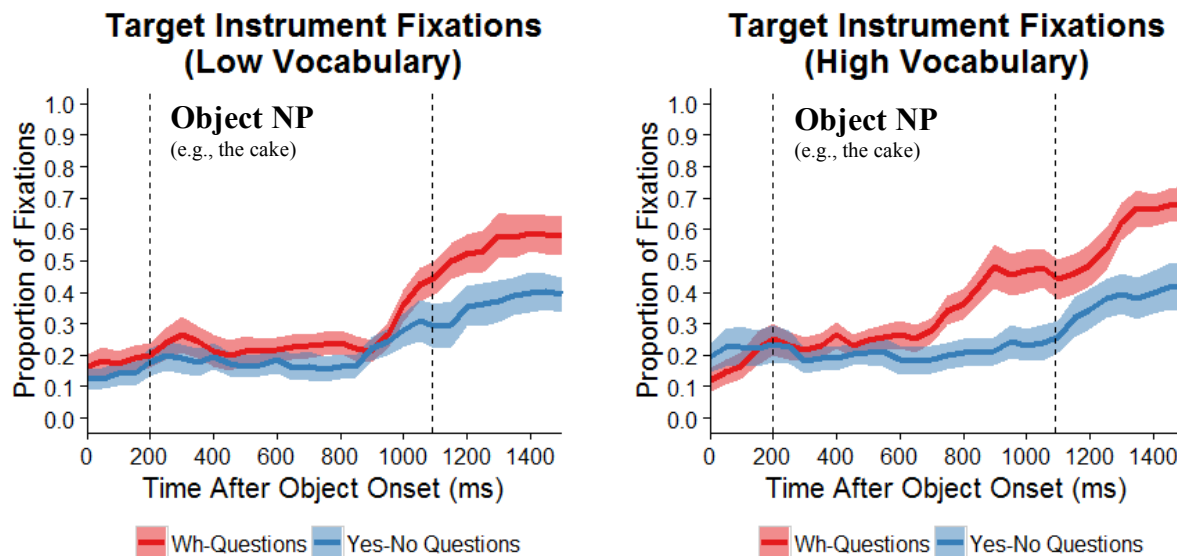 Target Instrument Fixations
(Low Vocabulary)
Object NP
(e.g., the cake)
Proportion of Fixations
1.0
0.9
0.8
0.7
0.6
0.5
0.4
0.3
0.2
0.1
0.0
0 200 400 600 800 1000 1200 1400
Time After Object Onset (ms)
Wh-Questions Yes-No Questions
Target Instrument Fixations
(High Vocabulary)
Object NP
(e.g., the cake)
Proportion of Fixations
1.0
0.9
0.8
0.7
0.6
0.5
0.4
0.3
0.2
0.1
0.0
0 200 400 600 800 1000 1200 1400
Time After Object Onset (ms)
Wh-Questions Yes-No Questions